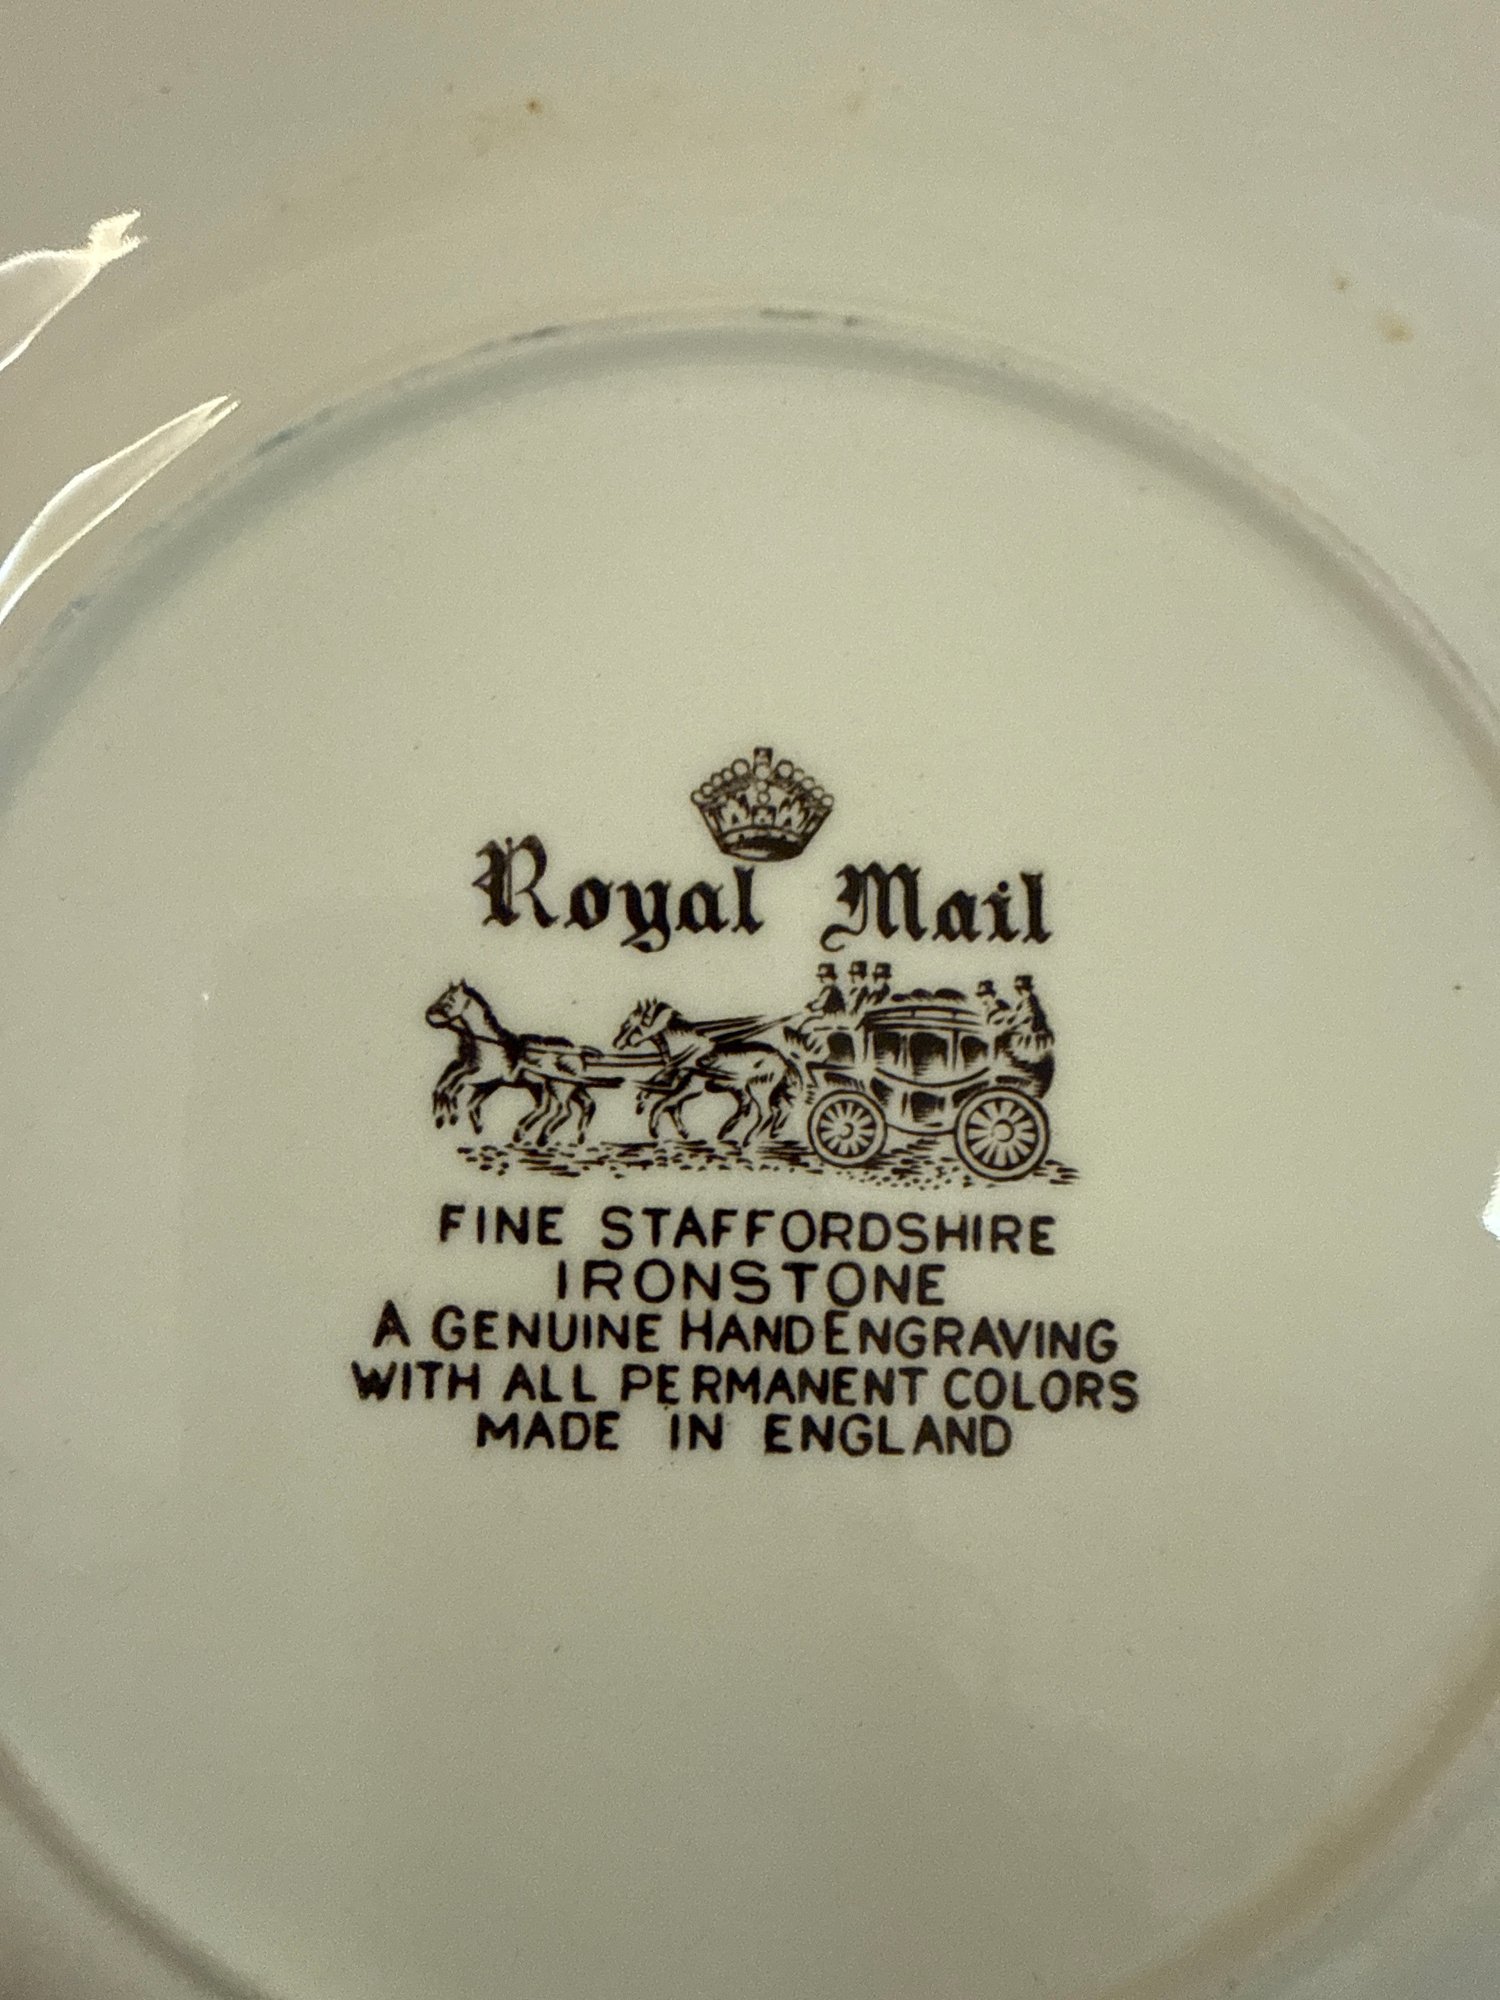 Royal Mail
FINE STAFFORDSHIRE
IRONSTONE
A GENUINE HAND ENGRAVING
WITH ALL PERMANENT COLORS
MADE IN ENGLAND